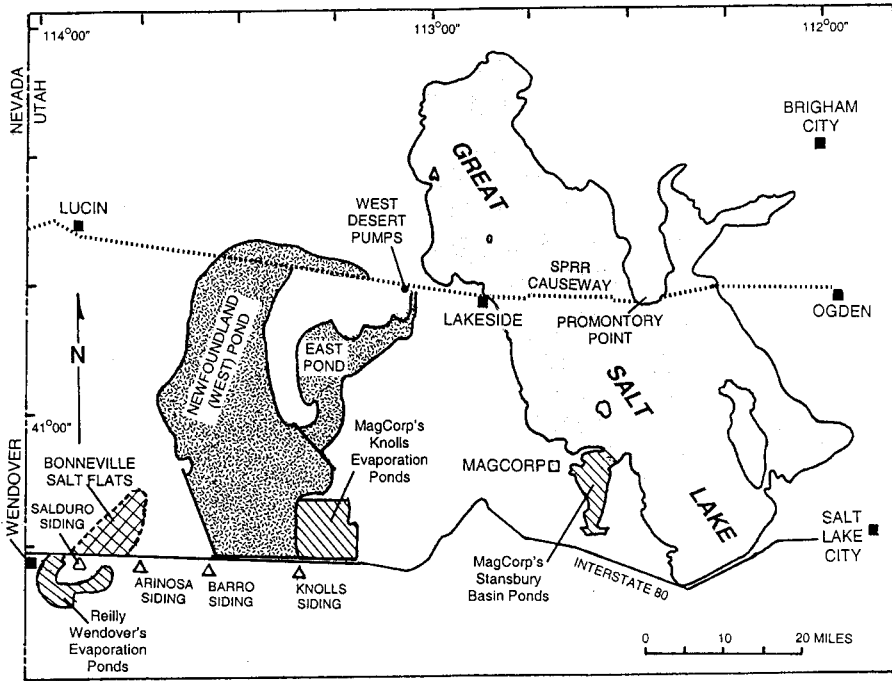 114°00"
113°00"
112°00"
NEVADA
UTAH
BRIGHAM
CITY
GREAT
LUCIN
WEST
DESERT
PUMPS
SPRR
CAUSEWAY
LAKESIDE
PROMONTORY
POINT
OGDEN
N
NEWFOUNDLAND
(WEST) POND
EAST
POND
SALT
41°00"
MagCorp's
Knolls
Evaporation
Ponds
WENDOVER
BONNEVILLE
SALT FLATS
SALDURO
SIDING
MAGCORP
LAKE
SALT
LAKE
CITY
MagCorp's
Stansbury
Basin Ponds
INTERSTATE 80
ARINOSA
SIDING
BARRO
SIDING
KNOLLS
SIDING
Reilly
Wendover's
Evaporation
Ponds
0 10 20 MILES